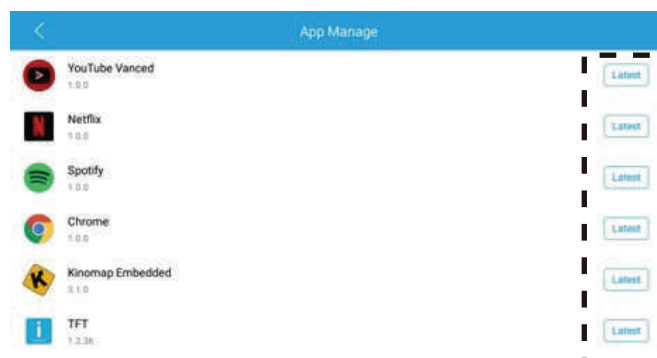 App Manage
YouTube Vanced
1.0.0
Latest
Netflix
1.0.0
Latest
Spotify
1.0.0
Latest
Chrome
1.0.0
Latest
Kinomap Embedded
3.1.0
Latest
TFT
1.2.36
Latest